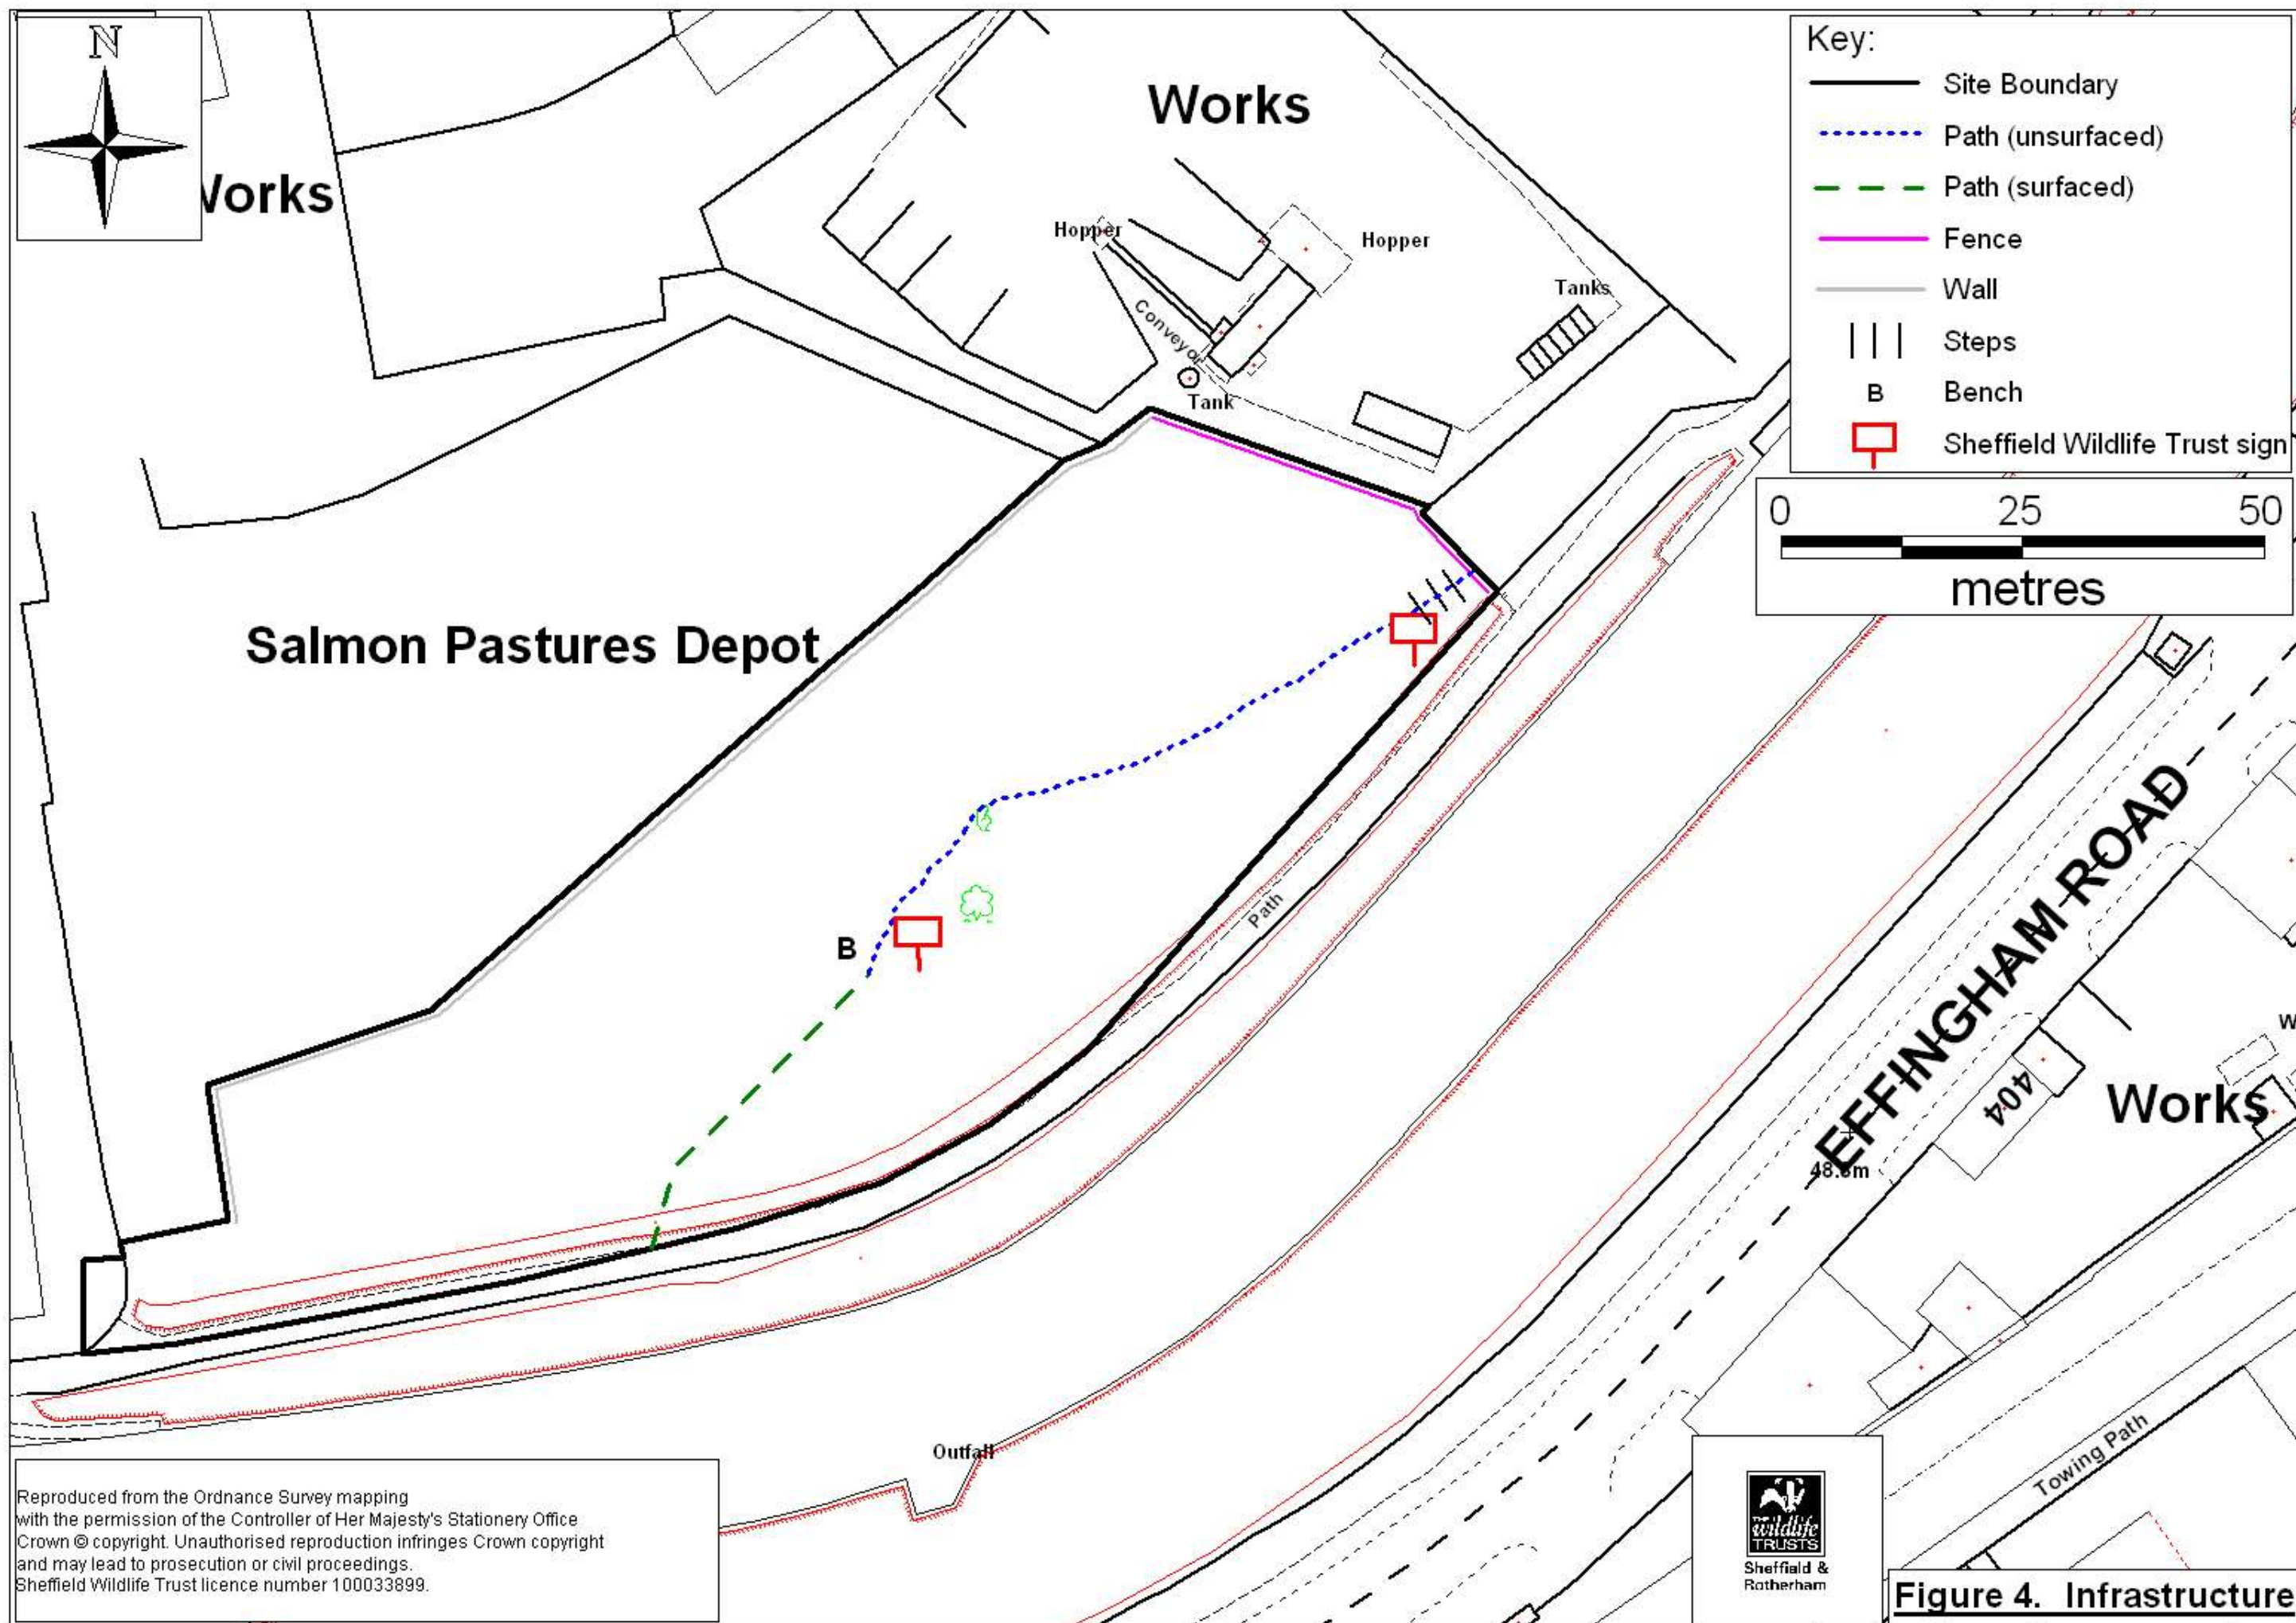 N
Works
Works
Hopper
Hopper
Conveyor
Tank
Tanks
Key:
Site Boundary
Path (unsurfaced)
Path (surfaced)
Fence
Wall
Steps
B Bench
Sheffield Wildlife Trust sign
0 25 50
metres
Salmon Pastures Depot
B
Path
EFFINGHAM ROAD
404
Works
W
Outfall
Towing Path
Reproduced from the Ordnance Survey mapping
with the permission of the Controller of Her Majesty's Stationery Office
Crown © copyright. Unauthorised reproduction infringes Crown copyright
and may lead to prosecution or civil proceedings.
Sheffield Wildlife Trust licence number 100033899.
THE
wildlife
TRUSTS
Sheffield &
Rotherham
Figure 4. Infrastructure